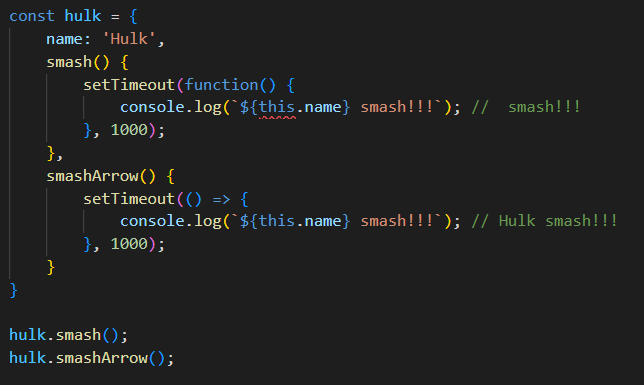 const hulk = {
    name: 'Hulk',
    smash() {
        setTimeout(function() {
            console.log(`${this.name} smash!!!`); //  smash!!!
        }, 1000);
    },
    smashArrow() {
        setTimeout(() => {
            console.log(`${this.name} smash!!!`); // Hulk smash!!!
        }, 1000);
    }
}

hulk.smash();
hulk.smashArrow();